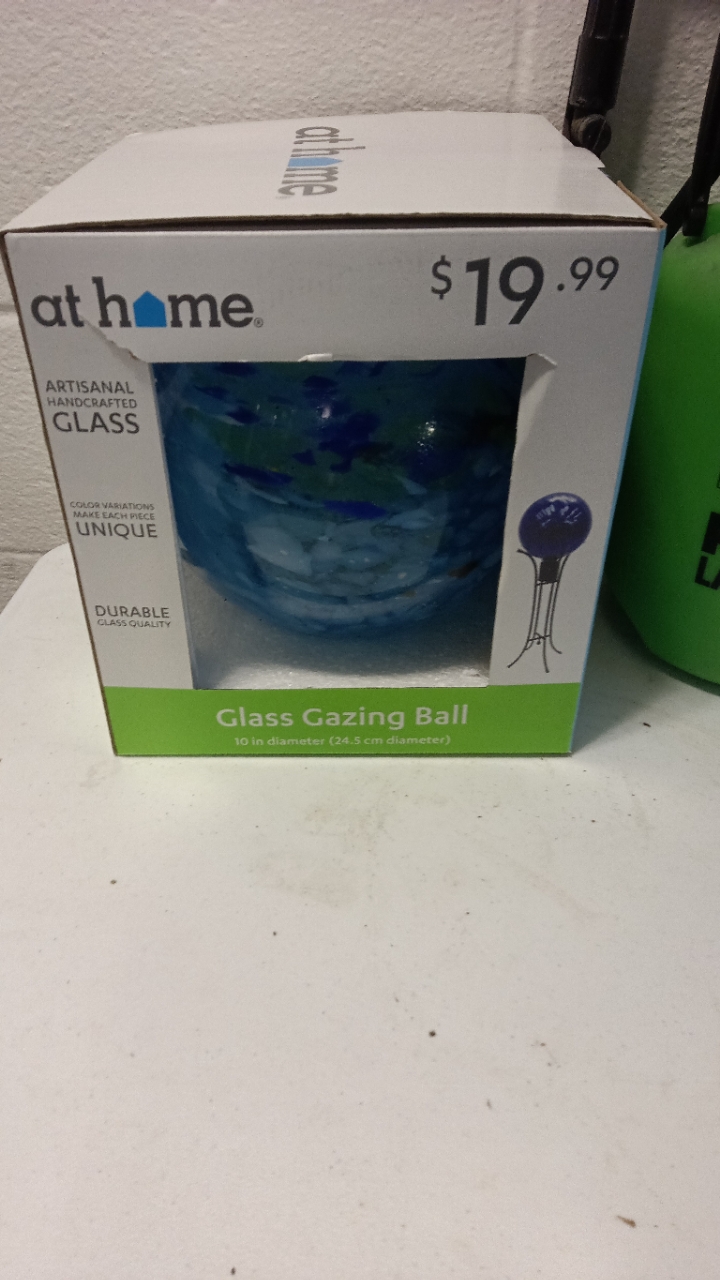 at home
at home®
$19.99
ARTISANAL
HANDCRAFTED
GLASS
COLOR VARIATIONS
MAKE EACH PIECE
UNIQUE
DURABLE
GLASS QUALITY
Glass Gazing Ball
10 in diameter (24.5 cm diameter)